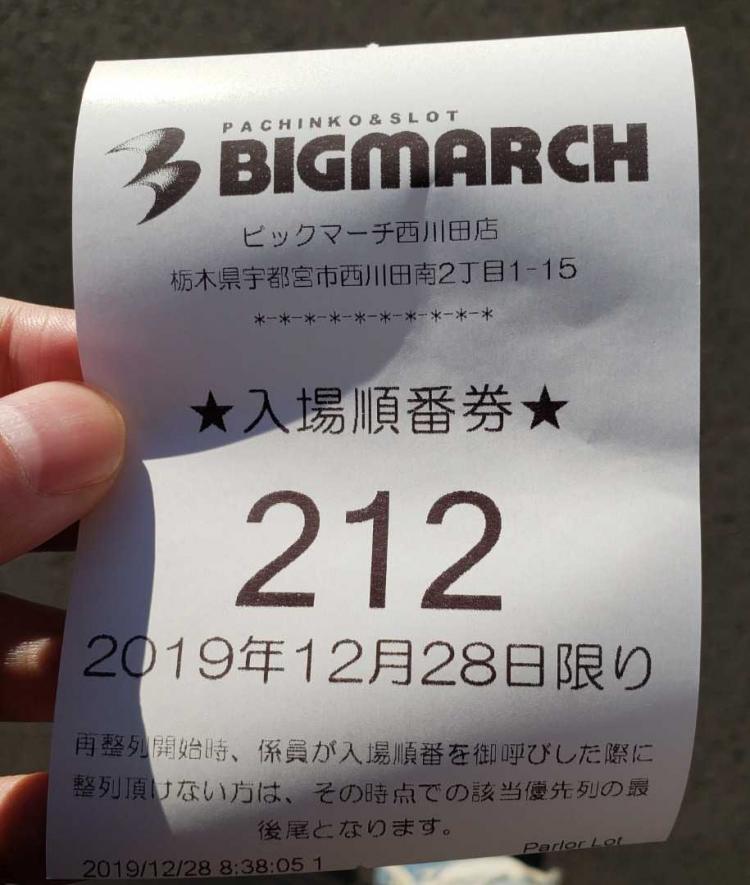 PACHINKO&SLOT
BIGMARCH
ビックマーチ西川田店
栃木県宇都宮市西川田南2丁目1-15
*-*-*-*-*-*-*-*-*-*
★入場順番券★
212
2019年12月28日限り
再整列開始時、係員が入場順番を御呼びした際に
整列頂けない方は、その時点での該当優先列の最
後尾となります。
Parlor Lot
2019/12/28 8:38:05 1